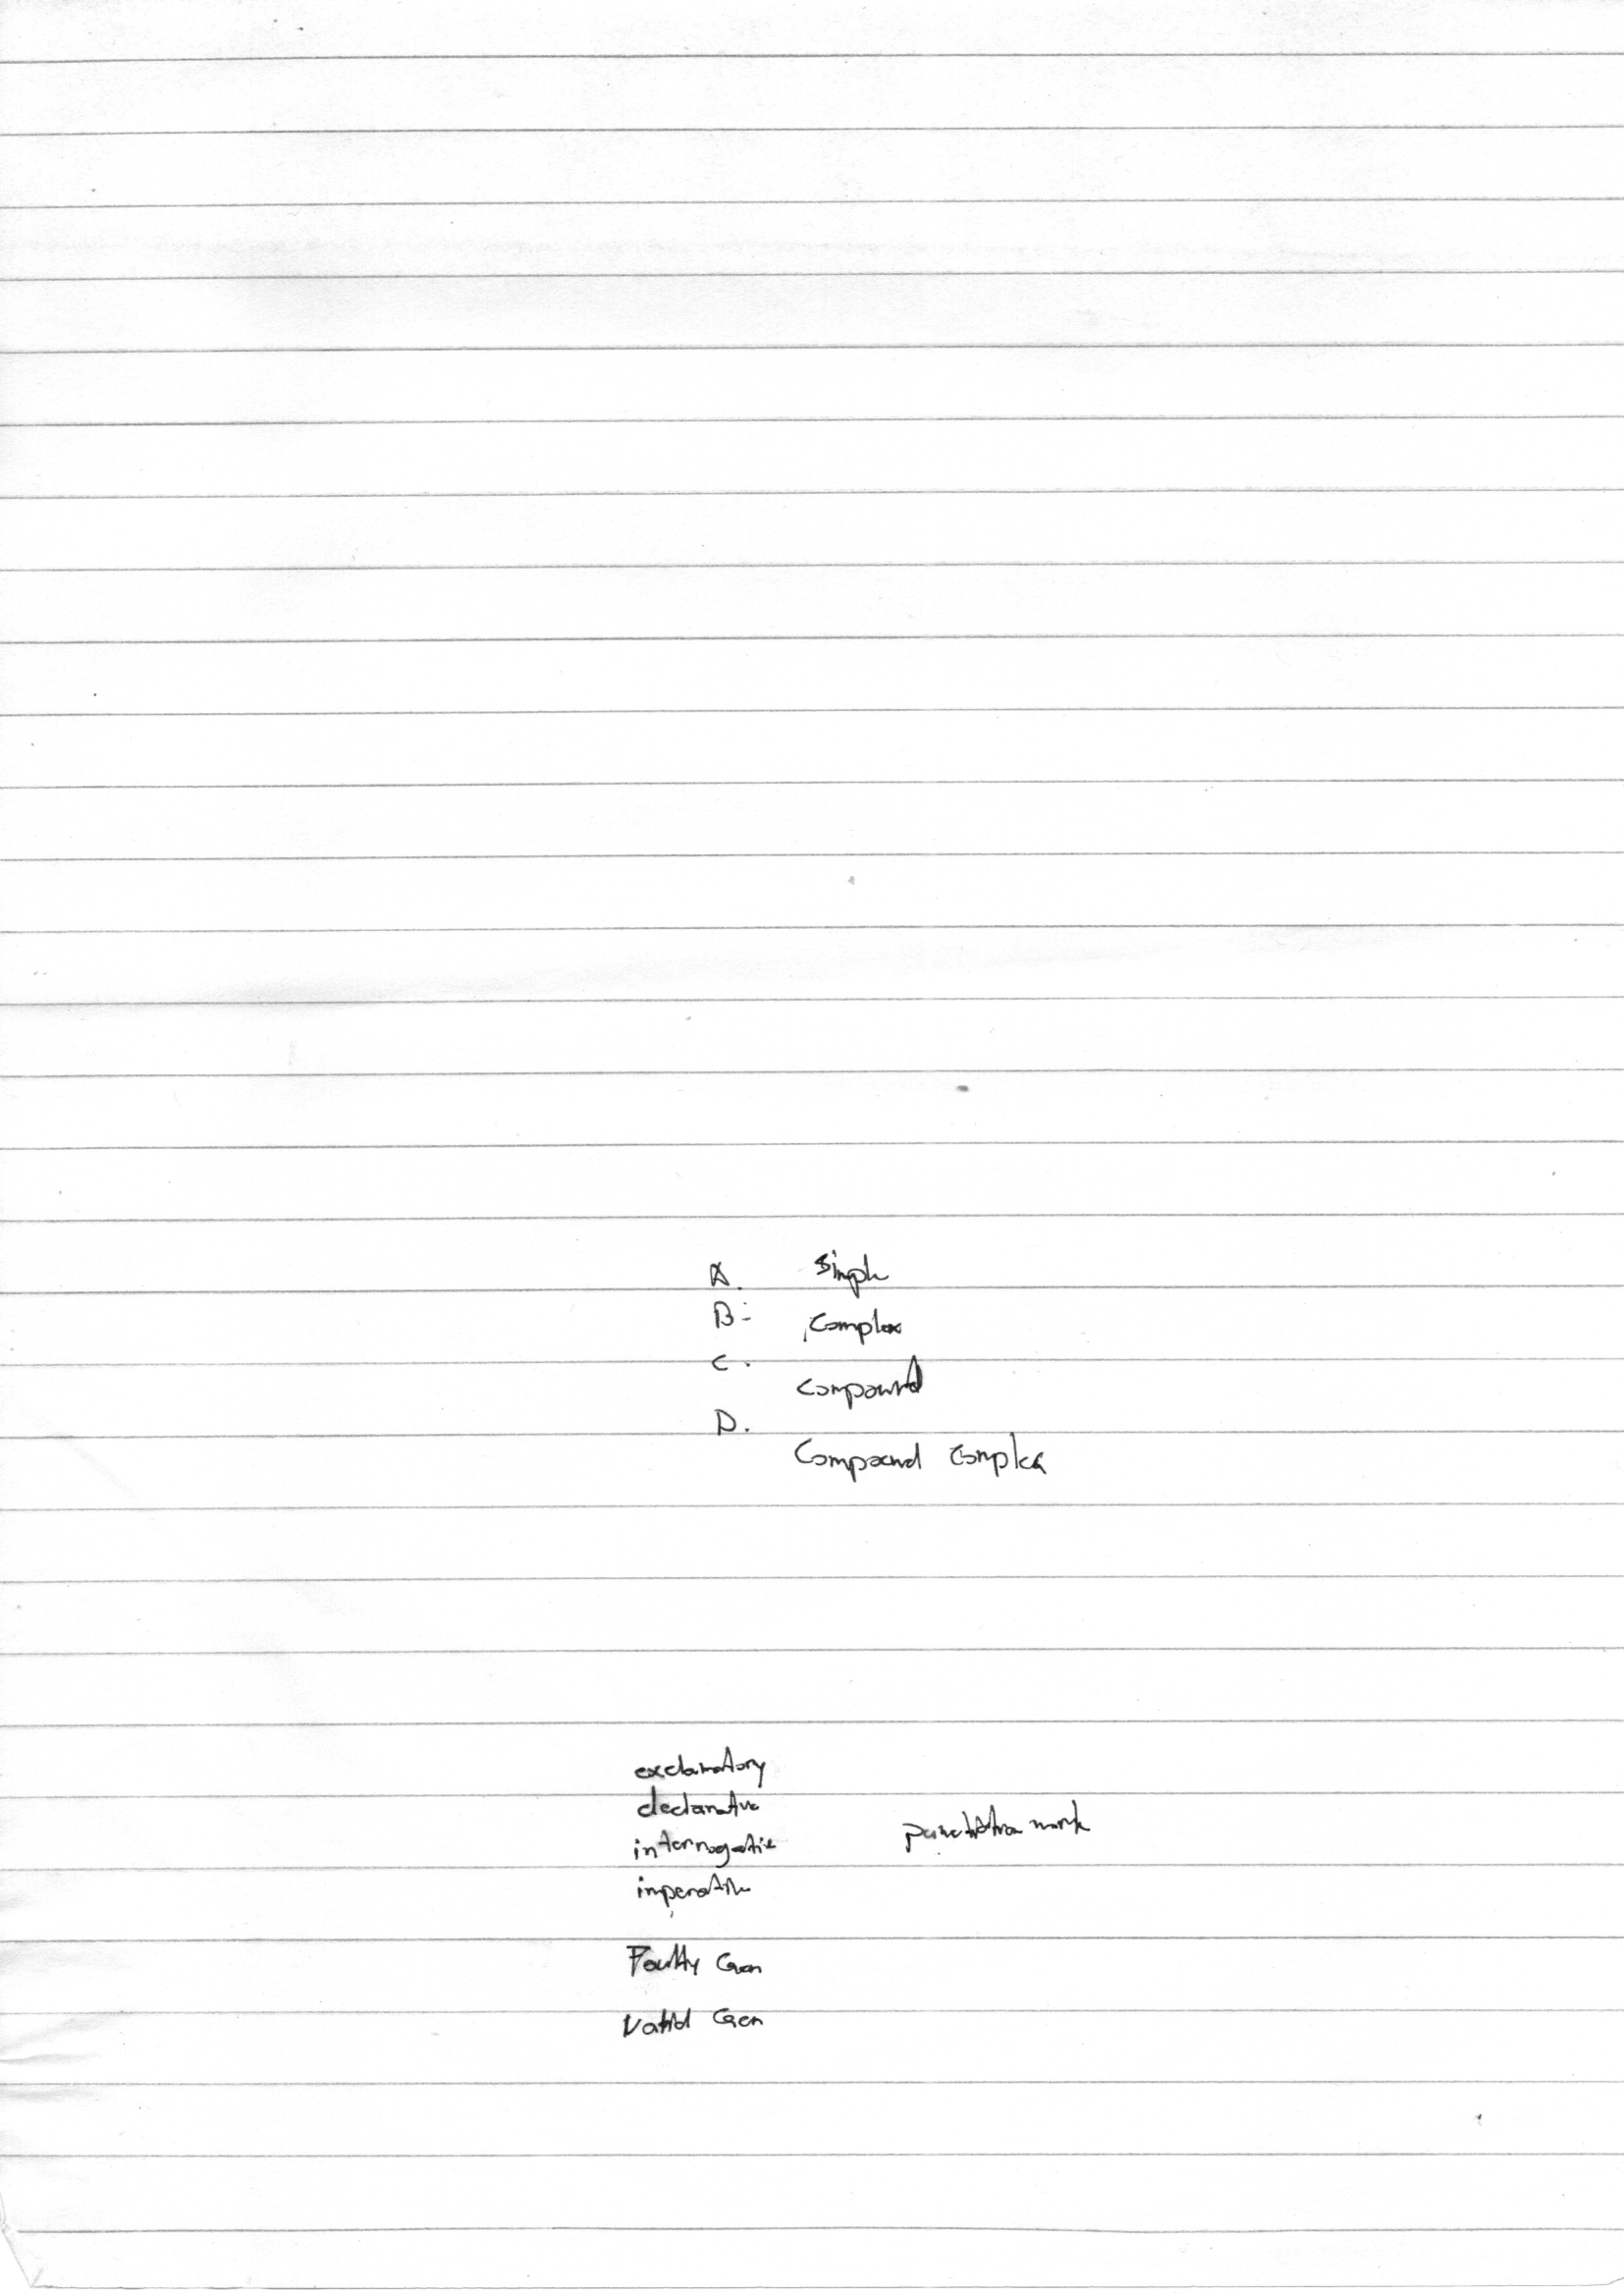 A. Simple
B- Complex
C. Compound
D. Compound Complex
exclamatory
declarative
interrogative punctuation mark
imperative
Faulty Gen
Valid Gen